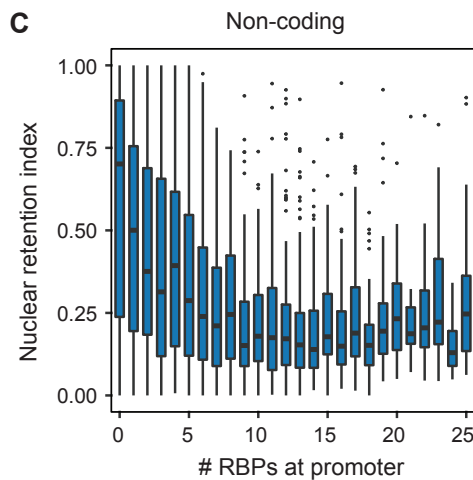 C
Non-coding
Nuclear retention index
1.00
0.75
0.50
0.25
0.00
0 5 10 15 20 25
# RBPs at promoter